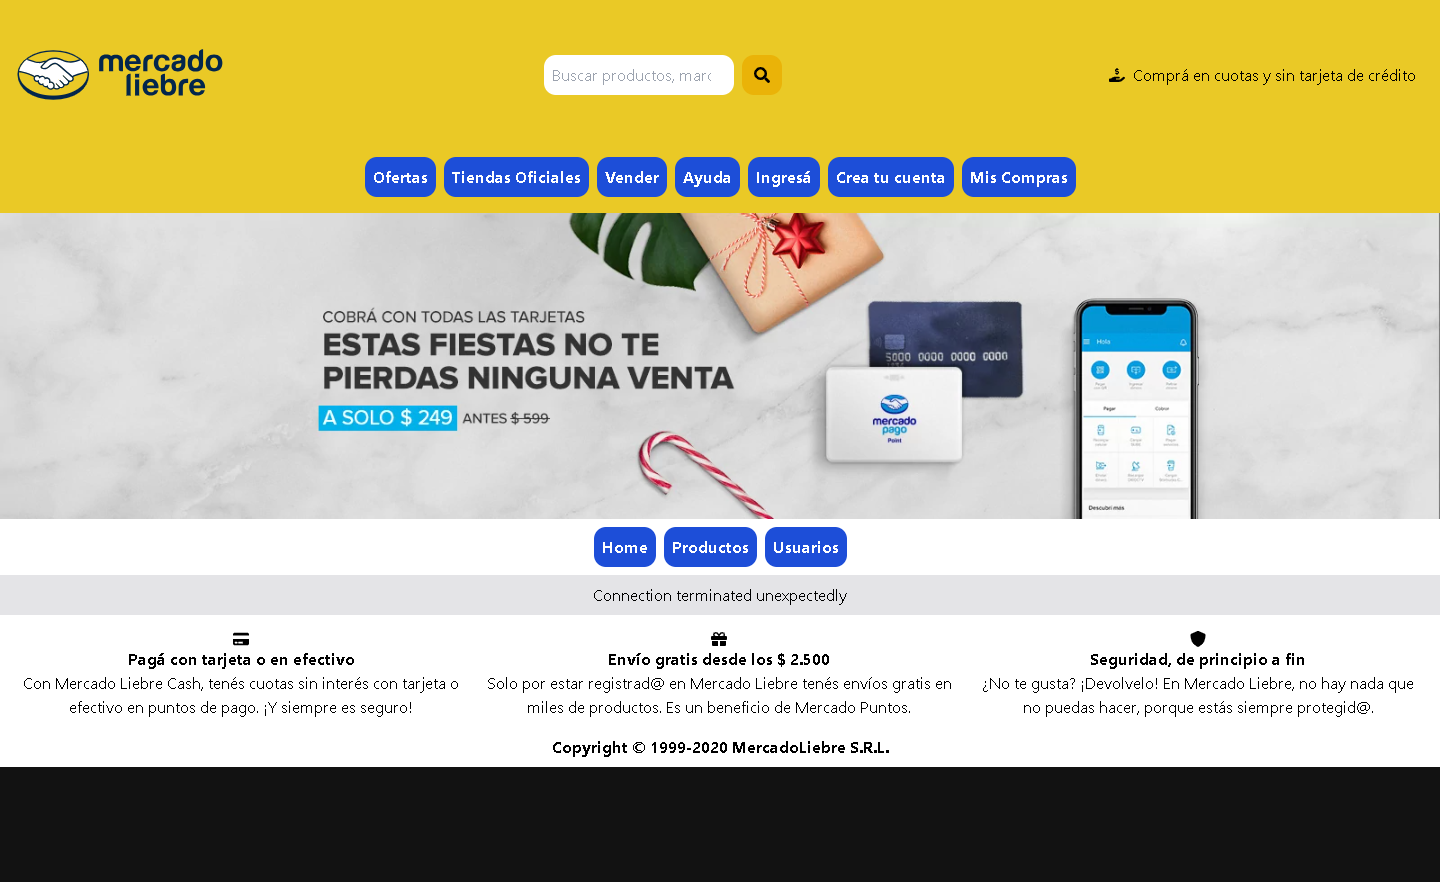 mercado
liebre
Buscar productos, marc
Comprá en cuotas y sin tarjeta de crédito
Ofertas
Tiendas Oficiales
Vender
Ayuda
Ingresá
Crea tu cuenta
Mis Compras
COBRÁ CON TODAS LAS TARJETAS
ESTAS FIESTAS NO TE
PIERDAS NINGUNA VENTA
A SOLO $ 249 ANTES $ 599
5000 0000 0000 0000
mercado
pago
Point
Hola
Pagar
Cobrar
Descubrí más
Home
Productos
Usuarios
Connection terminated unexpectedly
Pagá con tarjeta o en efectivo
Con Mercado Liebre Cash, tenés cuotas sin interés con tarjeta o
efectivo en puntos de pago. ¡Y siempre es seguro!
Envío gratis desde los $ 2.500
Solo por estar registrad@ en Mercado Liebre tenés envíos gratis en
miles de productos. Es un beneficio de Mercado Puntos.
Seguridad, de principio a fin
¿No te gusta? ¡Devolvelo! En Mercado Liebre, no hay nada que
no puedas hacer, porque estás siempre protegid@.
Copyright © 1999-2020 MercadoLiebre S.R.L.